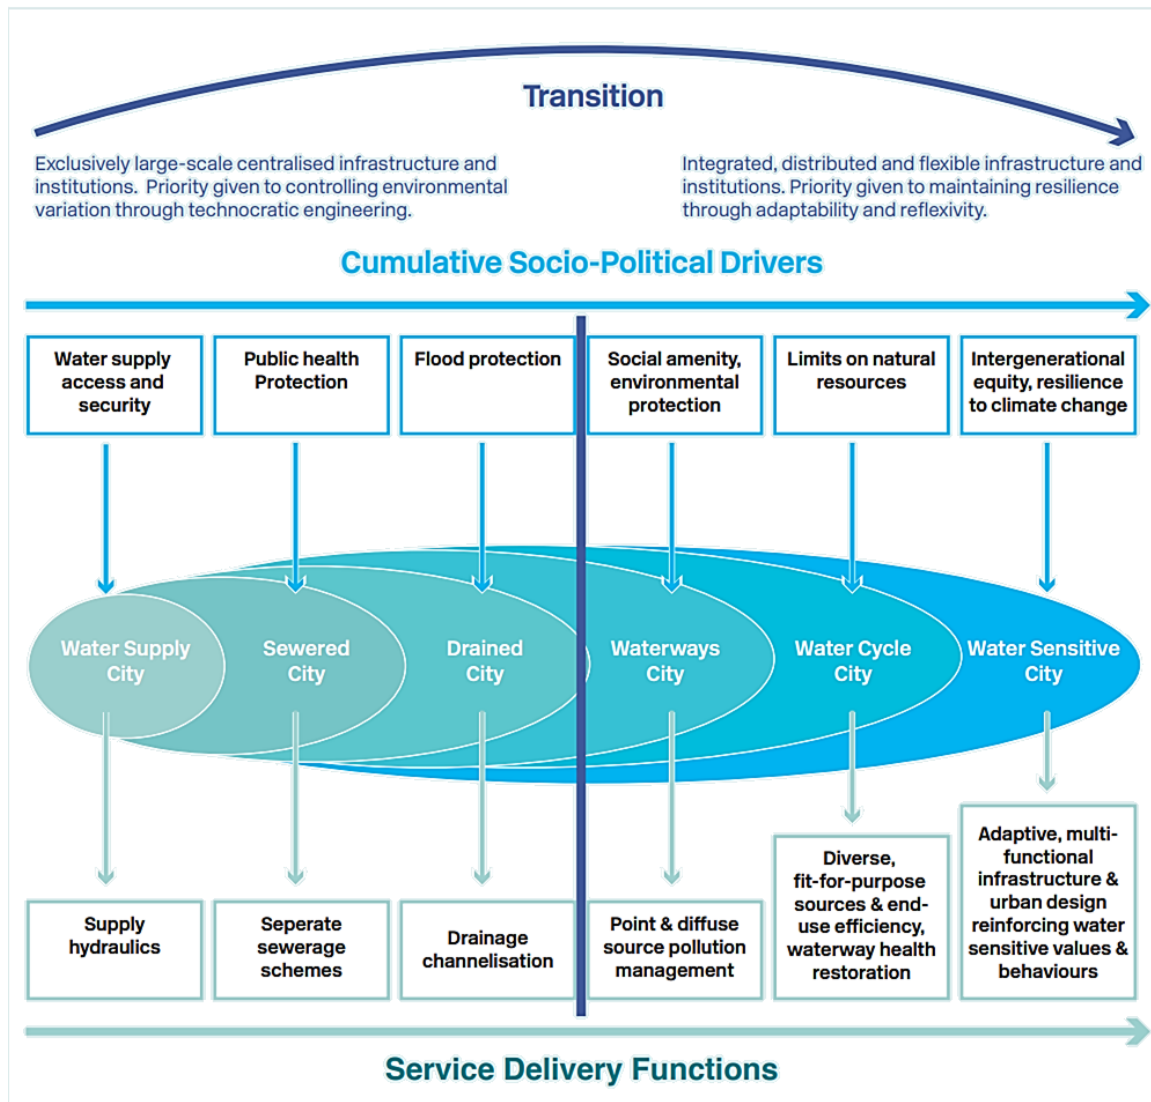 Transition
Exclusively large-scale centralised infrastructure and
institutions. Priority given to controlling environmental
variation through technocratic engineering.
Integrated, distributed and flexible infrastructure and
institutions. Priority given to maintaining resilience
through adaptability and reflexivity.
Cumulative Socio-Political Drivers
Water supply
access and
security
Public health
Protection
Flood protection
Social amenity,
environmental
protection
Limits on natural
resources
Intergenerational
equity, resilience
to climate change
Water Supply
City
Sewered
City
Drained
City
Waterways
City
Water Cycle
City
Water Sensitive
City
Supply
hydraulics
Seperate
sewerage
schemes
Drainage
channelisation
Point & diffuse
source pollution
management
Diverse,
fit-for-purpose
sources & end-
use efficiency,
waterway health
restoration
Adaptive, multi-
functional
infrastructure &
urban design
reinforcing water
sensitive values &
behaviours
Service Delivery Functions